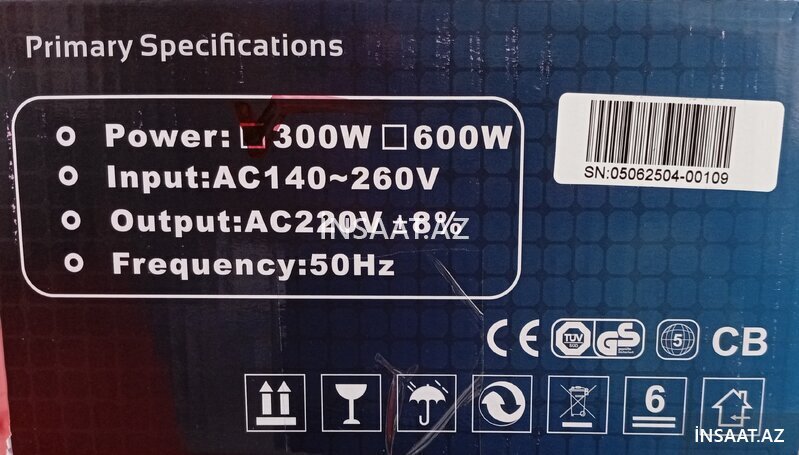 Primary Specifications
Power: 300W 600W
Input:AC140~260V
Output:AC220V ±8%
Frequency:50Hz
SN:05062504-00109
İNSAAT.AZ
CE TÜV GS 5 CB
6
İNSAAT.AZ